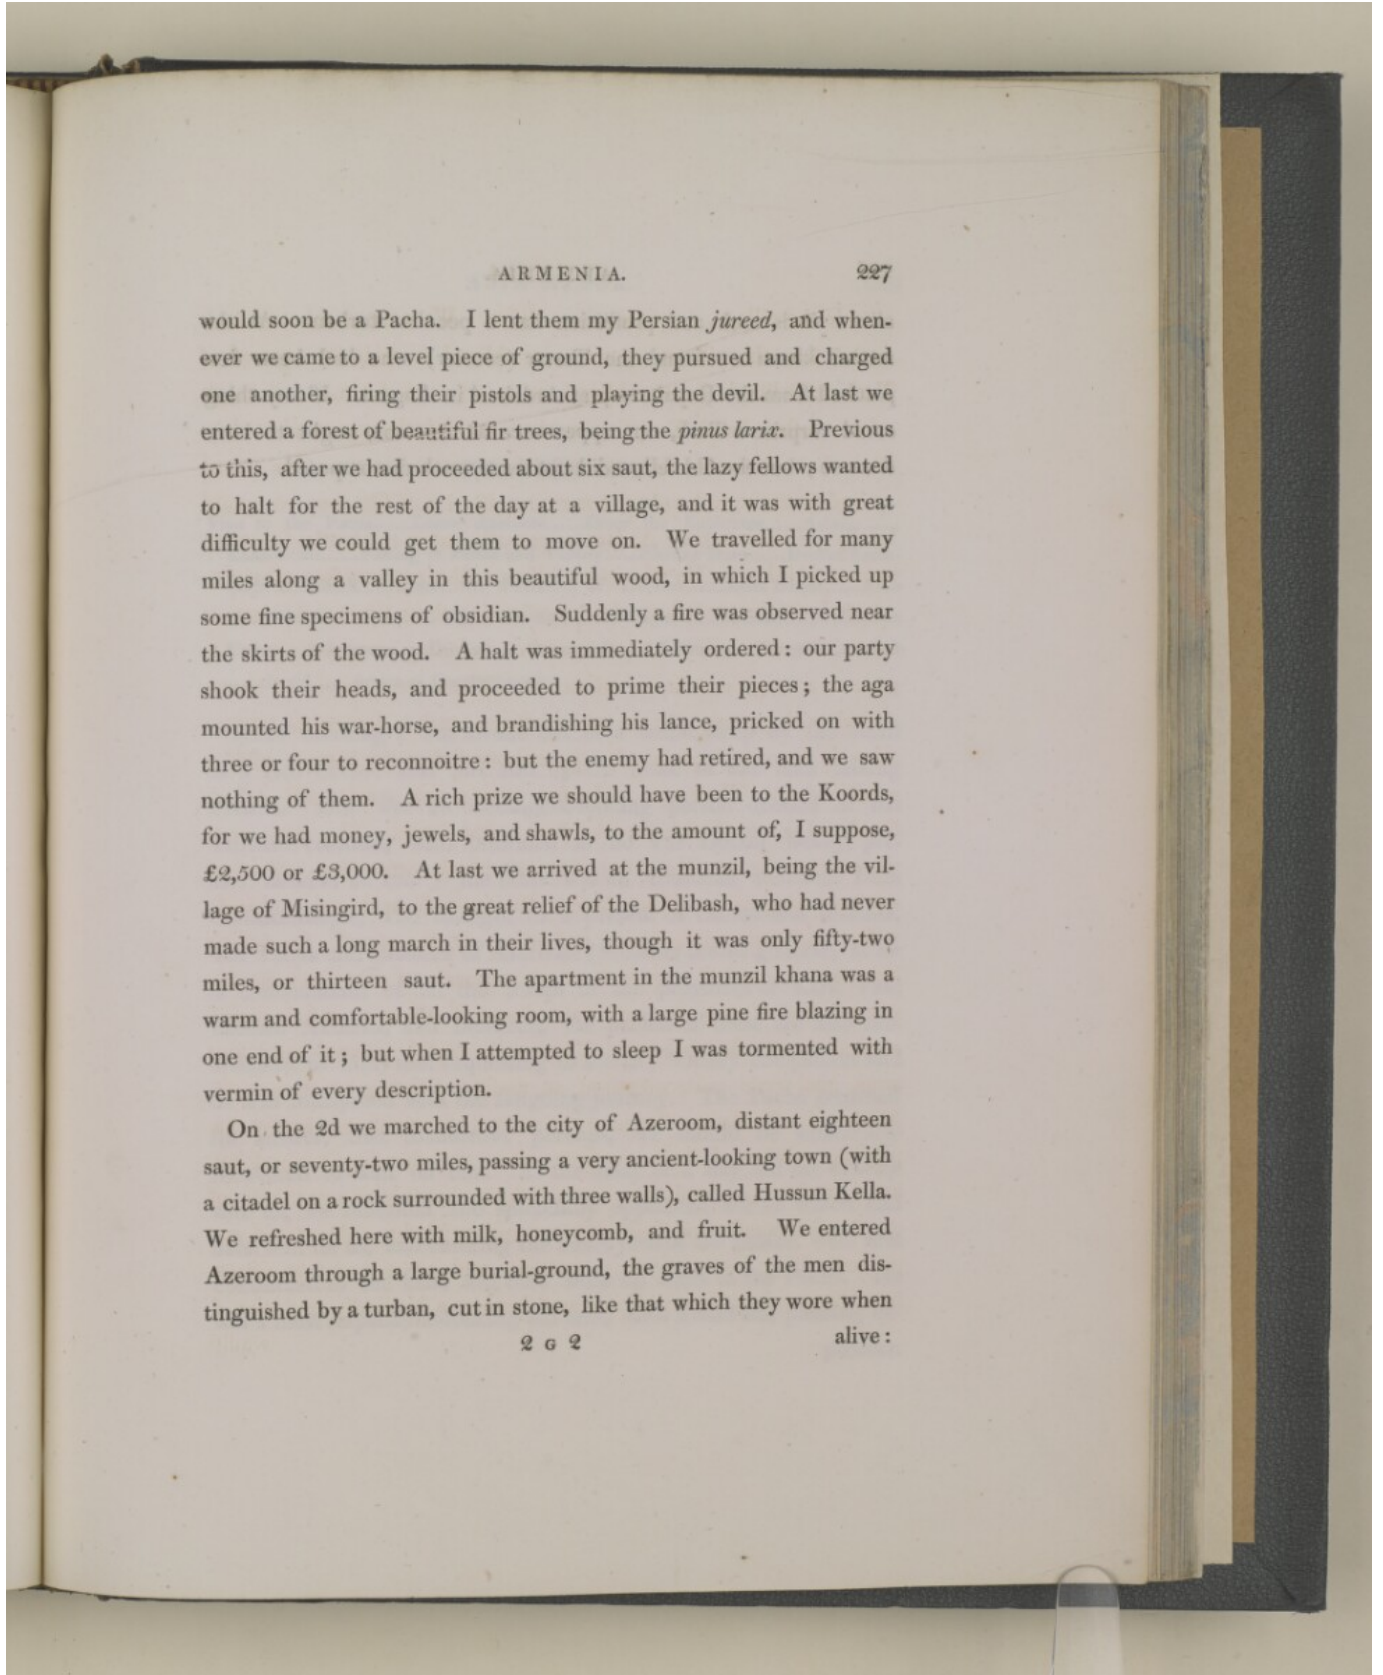 ARMENIA. 227
would soon be a Pacha. I lent them my Persian jureed, and when-
ever we came to a level piece of ground, they pursued and charged
one another, firing their pistols and playing the devil. At last we
entered a forest of beautiful fir trees, being the pinus larix. Previous
to this, after we had proceeded about six saut, the lazy fellows wanted
to halt for the rest of the day at a village, and it was with great
difficulty we could get them to move on. We travelled for many
miles along a valley in this beautiful wood, in which I picked up
some fine specimens of obsidian. Suddenly a fire was observed near
the skirts of the wood. A halt was immediately ordered: our party
shook their heads, and proceeded to prime their pieces; the aga
mounted his war-horse, and brandishing his lance, pricked on with
three or four to reconnoitre: but the enemy had retired, and we saw
nothing of them. A rich prize we should have been to the Koords,
for we had money, jewels, and shawls, to the amount of, I suppose,
£2,500 or £3,000. At last we arrived at the munzil, being the vil-
lage of Misingird, to the great relief of the Delibash, who had never
made such a long march in their lives, though it was only fifty-two
miles, or thirteen saut. The apartment in the munzil khana was a
warm and comfortable-looking room, with a large pine fire blazing in
one end of it; but when I attempted to sleep I was tormented with
vermin of every description.
On the 2d we marched to the city of Azeroom, distant eighteen
saut, or seventy-two miles, passing a very ancient-looking town (with
a citadel on a rock surrounded with three walls), called Hussun Kella.
We refreshed here with milk, honeycomb, and fruit. We entered
Azeroom through a large burial-ground, the graves of the men dis-
tinguished by a turban, cut in stone, like that which they wore when
2 G 2 alive: